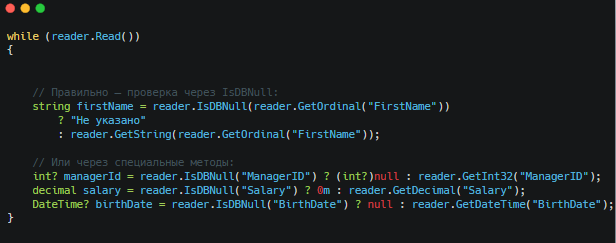 while (reader.Read())
{
// Правильно — проверка через IsDBNull:
string firstName = reader.IsDBNull(reader.GetOrdinal("FirstName"))
? "Не указано"
: reader.GetString(reader.GetOrdinal("FirstName"));
// Или через специальные методы:
int? managerId = reader.IsDBNull("ManagerID") ? (int?)null : reader.GetInt32("ManagerID");
decimal salary = reader.IsDBNull("Salary") ? 0m : reader.GetDecimal("Salary");
DateTime? birthDate = reader.IsDBNull("BirthDate") ? null : reader.GetDateTime("BirthDate");
}